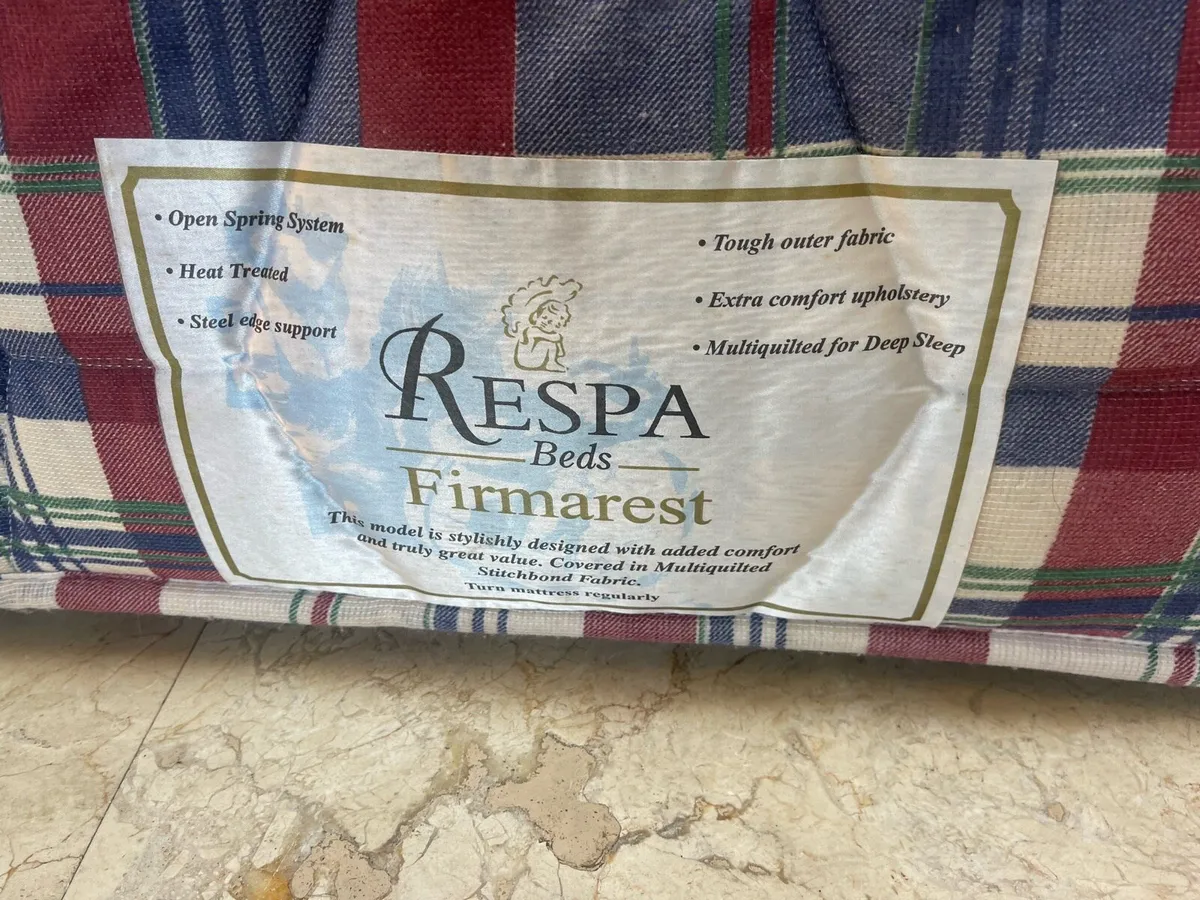 • Open Spring System
• Heat Treated
• Steel edge support
• Tough outer fabric
• Extra comfort upholstery
• Multiquilted for Deep Sleep
RESPA
Beds
Firmarest
This model is stylishly designed with added comfort
and truly great value. Covered in Multiquilted
Stitchbond Fabric.
Turn mattress regularly